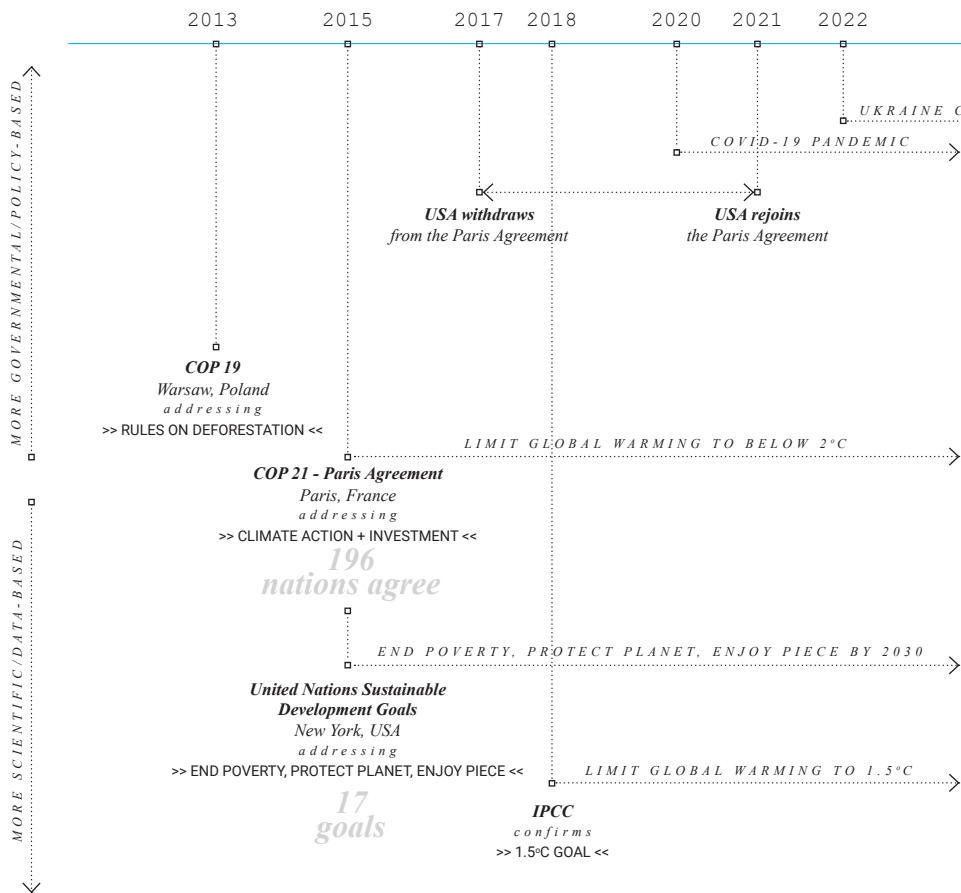 2013 2015 2017 2018 2020 2021 2022
UKRAINE
COVID-19 PANDEMIC
USA withdraws
from the Paris Agreement
USA rejoins
the Paris Agreement
MORE GOVERNMENTAL/POLICY-BASED
COP 19
Warsaw, Poland
addressing
>> RULES ON DEFORESTATION <<
LIMIT GLOBAL WARMING TO BELOW 2°C
COP 21 - Paris Agreement
Paris, France
addressing
>> CLIMATE ACTION + INVESTMENT <<
196
nations agree
MORE SCIENTIFIC/DATA-BASED
END POVERTY, PROTECT PLANET, ENJOY PIECE BY 2030
United Nations Sustainable
Development Goals
New York, USA
addressing
>> END POVERTY, PROTECT PLANET, ENJOY PIECE <<
17
goals
LIMIT GLOBAL WARMING TO 1.5°C
IPCC
confirms
>> 1.5°C GOAL <<